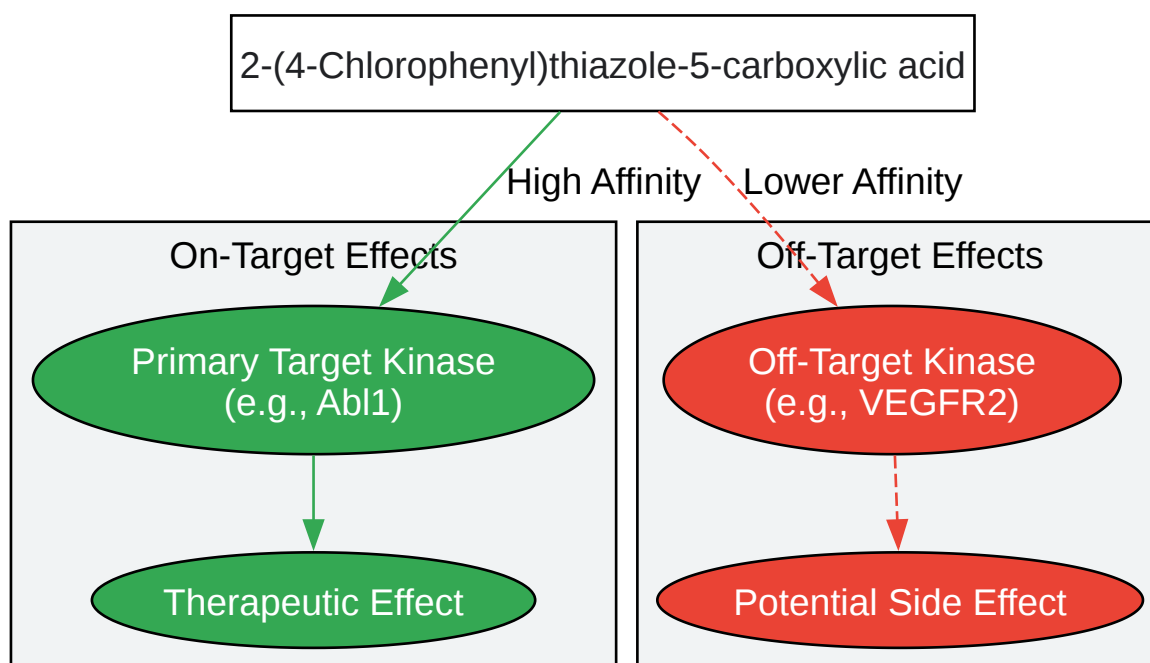 2-(4-Chlorophenyl)thiazole-5-carboxylic acid
High Affinity
Lower Affinity
On-Target Effects
Off-Target Effects
Primary Target Kinase
(e.g., Abl1)
Off-Target Kinase
(e.g., VEGFR2)
Therapeutic Effect
Potential Side Effect